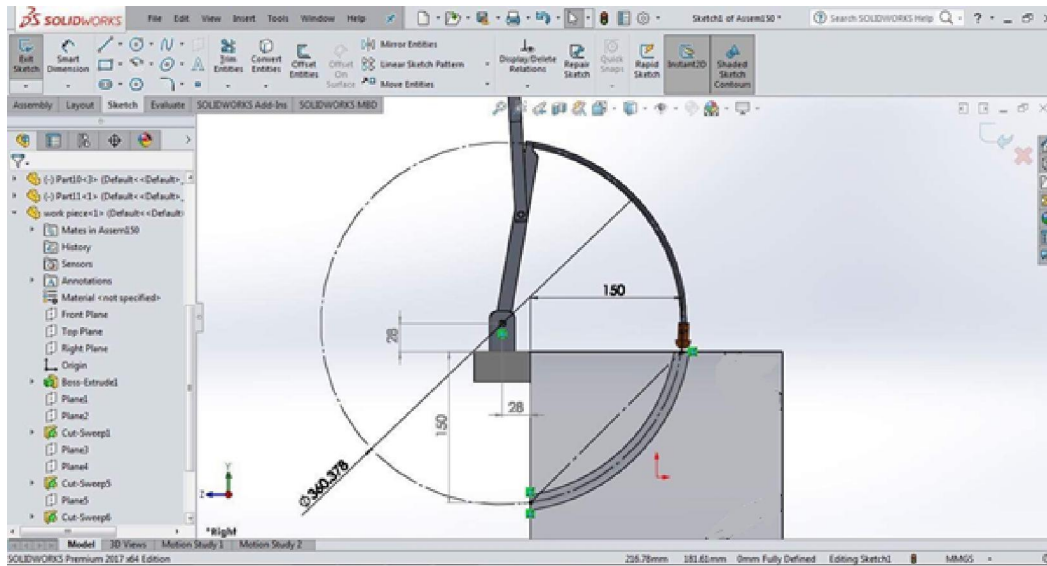 SOLIDWORKS File Edit View Insert Tools Window Help Sketch1 of Assem150 * Search SOLIDWORKS Help
Exit Sketch
Smart Dimension
Trim Entities
Convert Entities
Offset Entities
Offset On Surface
Mirror Entities
Linear Sketch Pattern
Move Entities
Display/Delete Relations
Repair Sketch
Quick Snaps
Rapid Sketch
Instant2D
Shaded Sketch Contours
Assembly Layout Sketch Evaluate SOLIDWORKS Add-Ins SOLIDWORKS MBD
(-) Part10<3> (Default<<Default>_
(-) Part11<1> (Default<<Default>_
work piece<1> (Default<<Default>
Mates in Assem150
History
Sensors
Annotations
Material <not specified>
Front Plane
Top Plane
Right Plane
Origin
Boss-Extrude1
Plane1
Plane2
Cut-Sweep1
Plane3
Plane4
Cut-Sweep5
Plane5
Cut-Sweep6
150
28
28
150
Ø360.378
Y
Z
*Right
Model 3D Views Motion Study 1 Motion Study 2
SOLIDWORKS Premium 2017 x64 Edition 216.78mm 181.61mm 0mm Fully Defined Editing Sketch1 MMGS